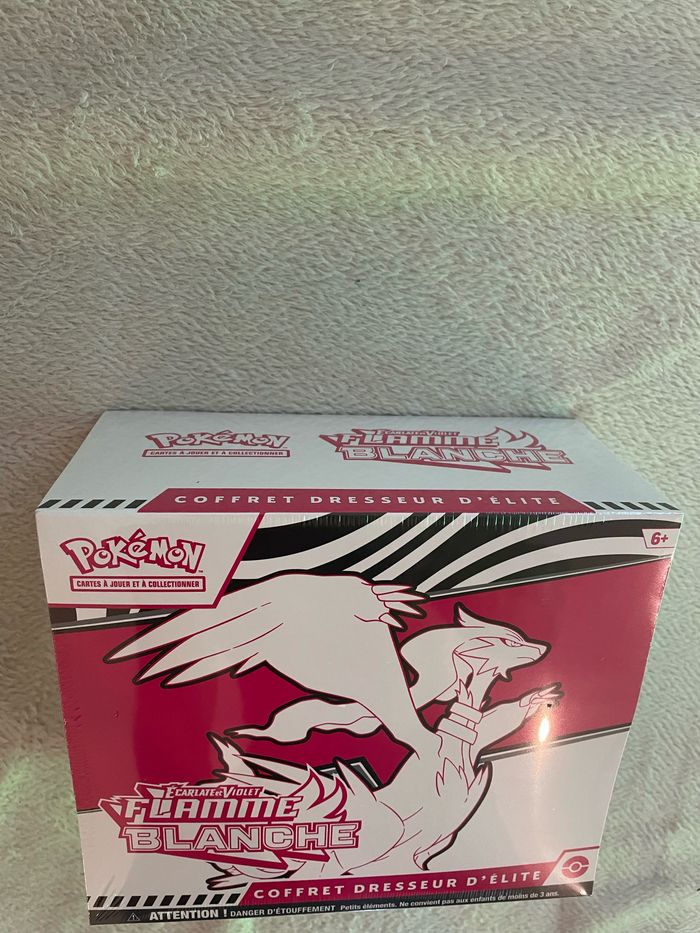 POKéMON
CARTES À JOUER ET À COLLECTIONNER
ÉCARLATE ET VIOLET
FLAMME
BLANCHE
COFFRET DRESSEUR D'ÉLITE
POKéMON
TM
CARTES À JOUER ET À COLLECTIONNER
6+
ÉCARLATE ET VIOLET
FLAMME
BLANCHE
COFFRET DRESSEUR D'ÉLITE
ATTENTION ! DANGER D'ÉTOUFFEMENT Petits éléments. Ne convient pas aux enfants de moins de 3 ans.